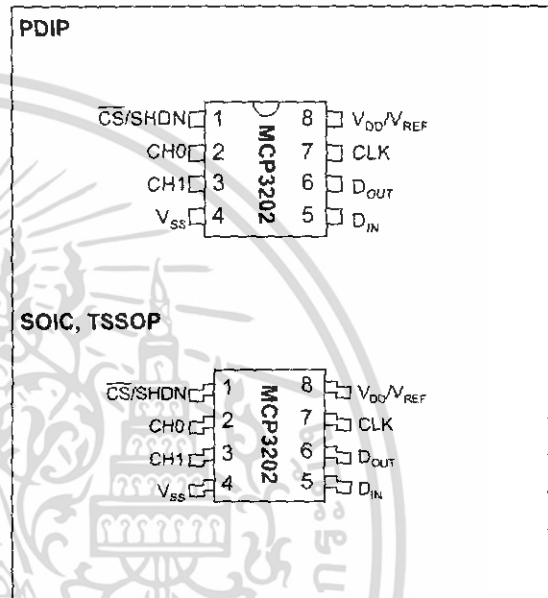 PDIP
C̅S̅/SHDN 1 8 VDD/VREF
CH0 2 7 CLK
CH1 3 6 DOUT
VSS 4 5 DIN
MCP3202
SOIC, TSSOP
C̅S̅/SHDN 1 8 VDD/VREF
CH0 2 7 CLK
CH1 3 6 DOUT
VSS 4 5 DIN
MCP3202